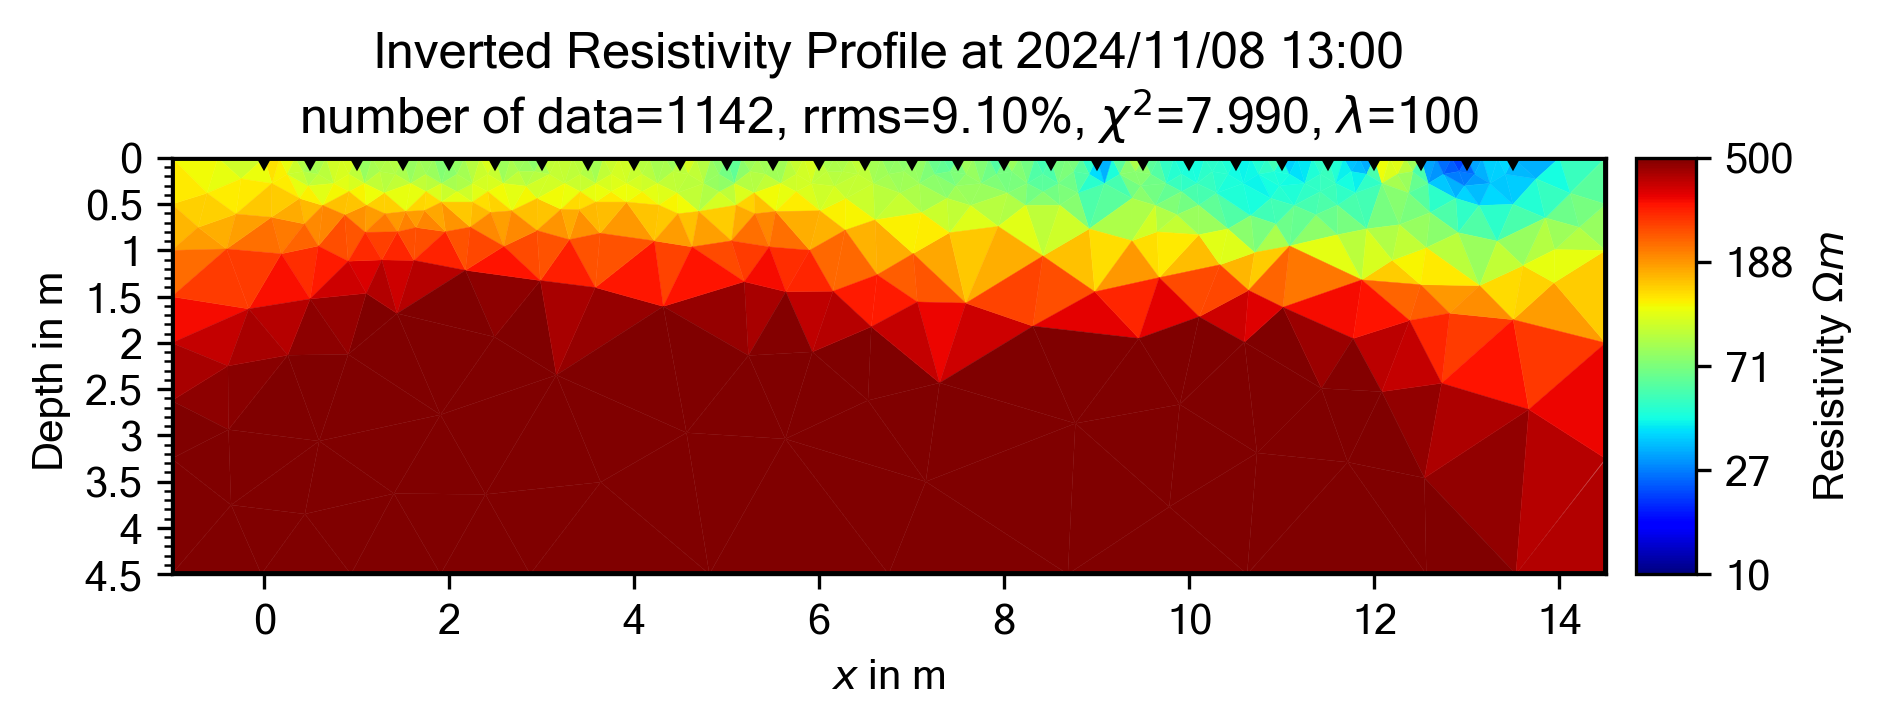 Inverted Resistivity Profile at 2024/11/08 13:00
number of data=1142, rrms=9.10%, χ²=7.990, λ=100
0
0.5
1
1.5
2
2.5
3
3.5
4
4.5
Depth in m
0 2 4 6 8 10 12 14
x in m
500
188
71
27
10
Resistivity Ωm